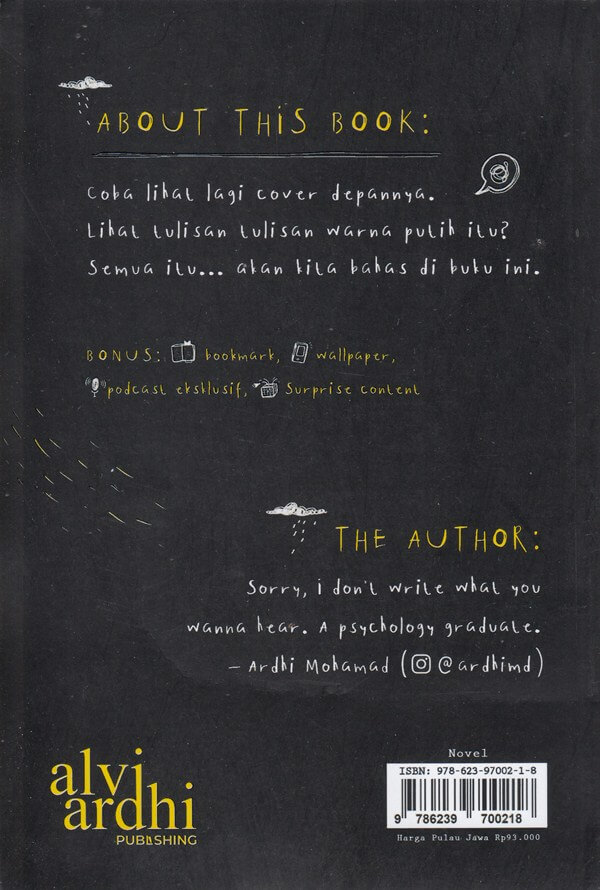 ABOUT THIS BOOK:
Coba lihat lagi cover depannya.
Lihat tulisan tulisan warna putih itu?
Semua itu... akan kita bahas di buku ini.
BONUS: bookmark, wallpaper,
podcast eksklusif, Surprise content
THE AUTHOR:
Sorry, i don't write what you
wanna hear. A psychology graduate.
– Ardhi Mohamad (@ardhimd)
alvi
ardhi
PUBLISHING
Novel
ISBN: 978-623-97002-1-8
9 786239 700218
Harga Pulau Jawa Rp93.000